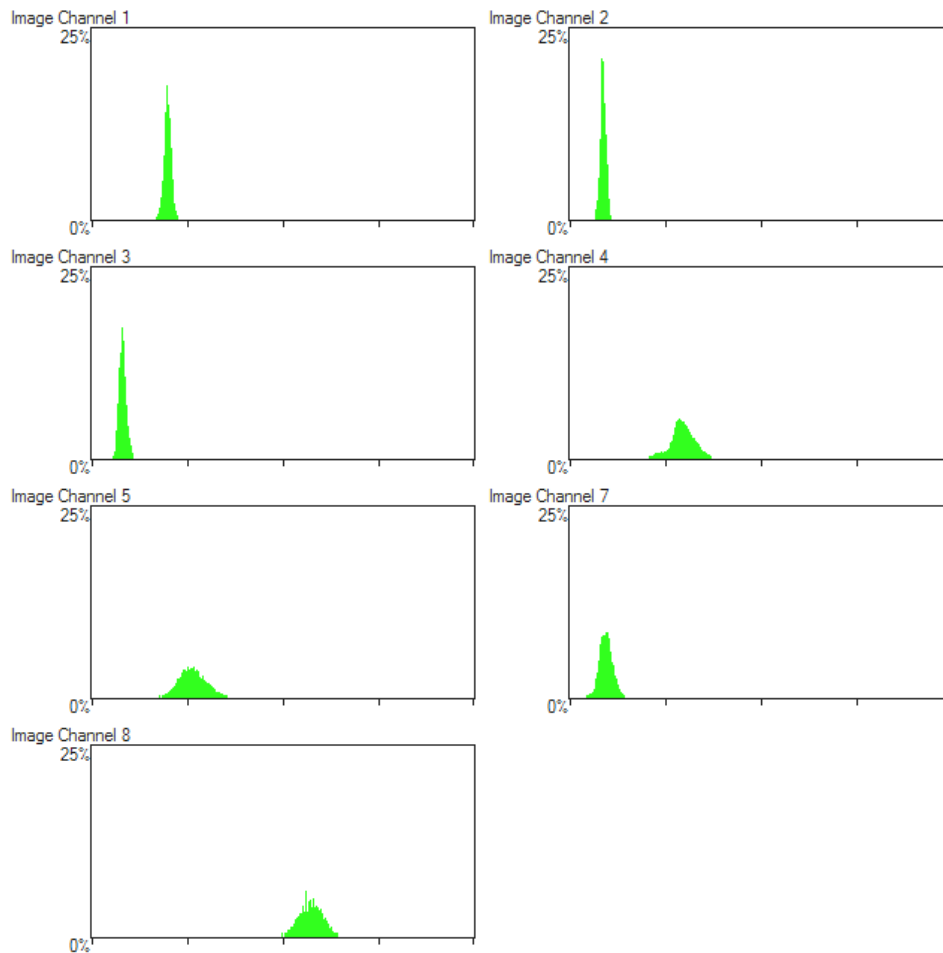 Image Channel 1
25%
0%
Image Channel 2
25%
0%
Image Channel 3
25%
0%
Image Channel 4
25%
0%
Image Channel 5
25%
0%
Image Channel 7
25%
0%
Image Channel 8
25%
0%